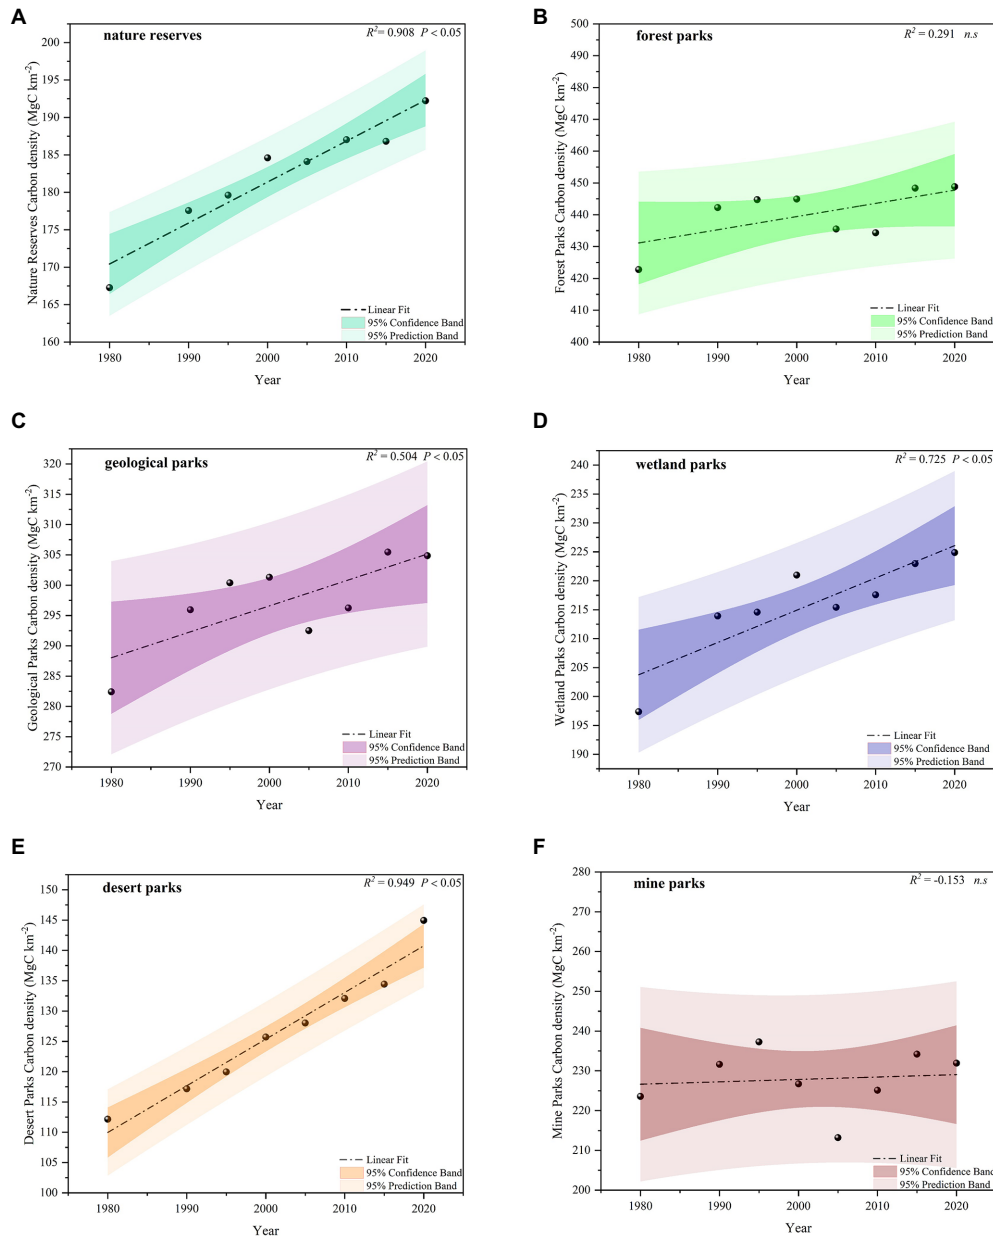 A
nature reserves
R² = 0.908 P < 0.05
Nature Reserves Carbon density (MgC km⁻²)
205
200
195
190
185
180
175
170
165
160
1980
1990
2000
2010
2020
Year
Linear Fit
95% Confidence Band
95% Prediction Band
B
forest parks
R² = 0.291 n.s
Forest Parks Carbon density (MgC km⁻²)
500
490
480
470
460
450
440
430
420
410
400
1980
1990
2000
2010
2020
Year
Linear Fit
95% Confidence Band
95% Prediction Band
C
geological parks
R² = 0.504 P < 0.05
Geological Parks Carbon density (MgC km⁻²)
320
315
310
305
300
295
290
285
280
275
270
1980
1990
2000
2010
2020
Year
Linear Fit
95% Confidence Band
95% Prediction Band
D
wetland parks
R² = 0.725 P < 0.05
Wetland Parks Carbon density (MgC km⁻²)
240
235
230
225
220
215
210
205
200
195
190
1980
1990
2000
2010
2020
Year
Linear Fit
95% Confidence Band
95% Prediction Band
E
desert parks
R² = 0.949 P < 0.05
Desert Parks Carbon density (MgC km⁻²)
150
145
140
135
130
125
120
115
110
105
100
1980
1990
2000
2010
2020
Year
Linear Fit
95% Confidence Band
95% Prediction Band
F
mine parks
R² = -0.153 n.s
Mine Parks Carbon density (MgC km⁻²)
280
270
260
250
240
230
220
210
200
1980
1990
2000
2010
2020
Year
Linear Fit
95% Confidence Band
95% Prediction Band